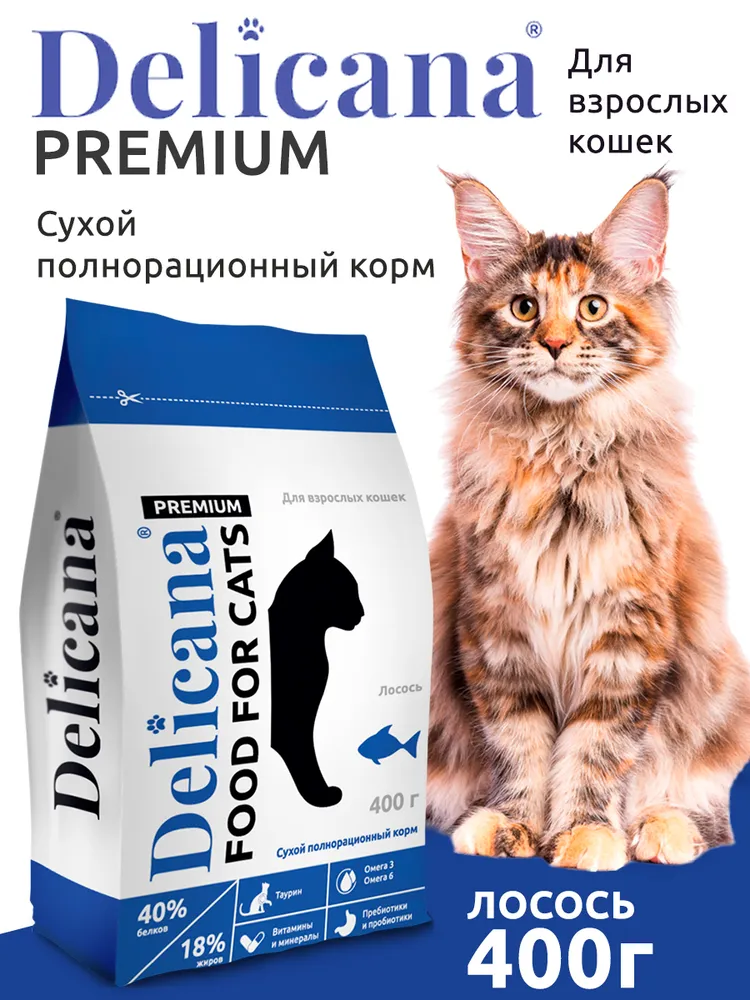 Delicana®
PREMIUM
Для
взрослых
кошек
Сухой
полнорационный корм
Delicana
Delicana®
PREMIUM
FOOD FOR CATS
Для взрослых кошек
Лосось
400 г
Сухой полнорационный корм
40%
белков
18%
жиров
Таурин
Омега 3
Омега 6
Витамины
и минералы
Пребиотики
и пробиотики
лосось
400г